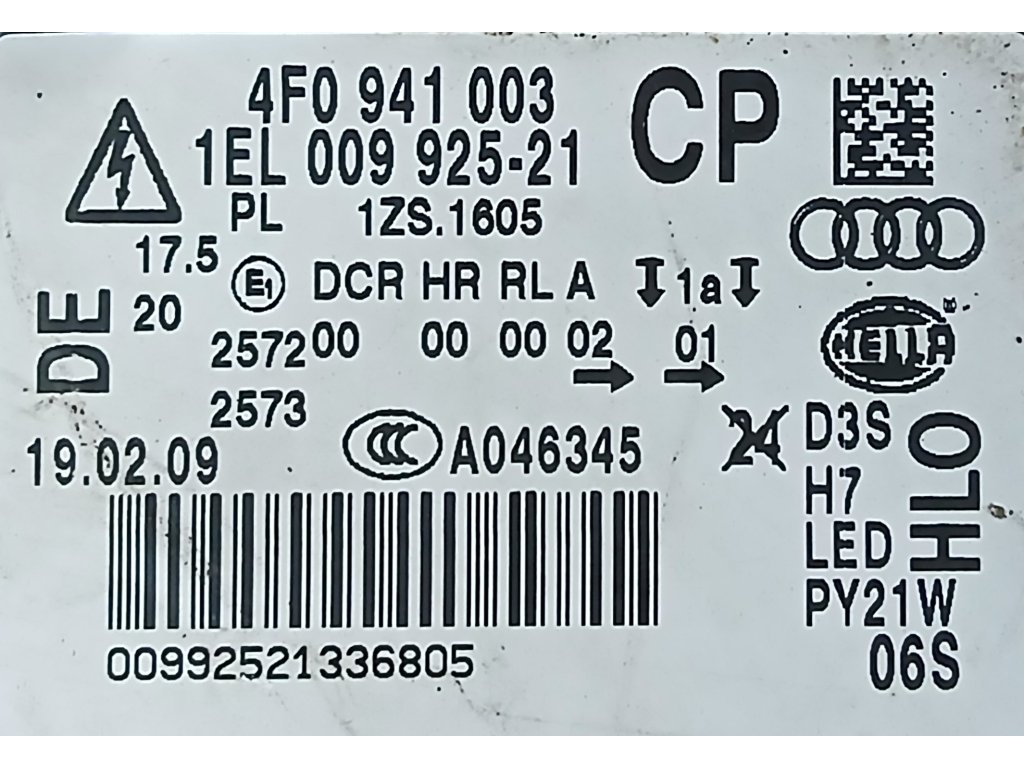 4F0 941 003
CP
1EL 009 925-21
PL 1ZS.1605
17.5
E1 DCR HR RL A 1a
20
DE
257200 00 00 02 01
HELLA
2573
19.02.09
CCC A046345
24 D3S
H7
LED
HLO
PY21W
06S
00992521336805